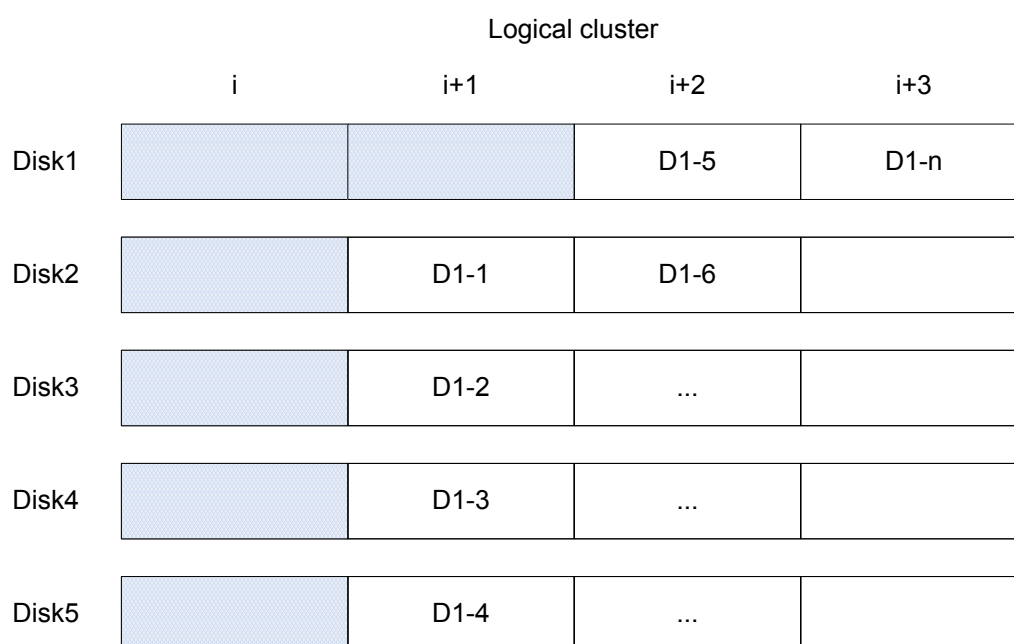 Logical cluster
i i+1 i+2 i+3
Disk1 D1-5 D1-n
Disk2 D1-1 D1-6
Disk3 D1-2 ...
Disk4 D1-3 ...
Disk5 D1-4 ...